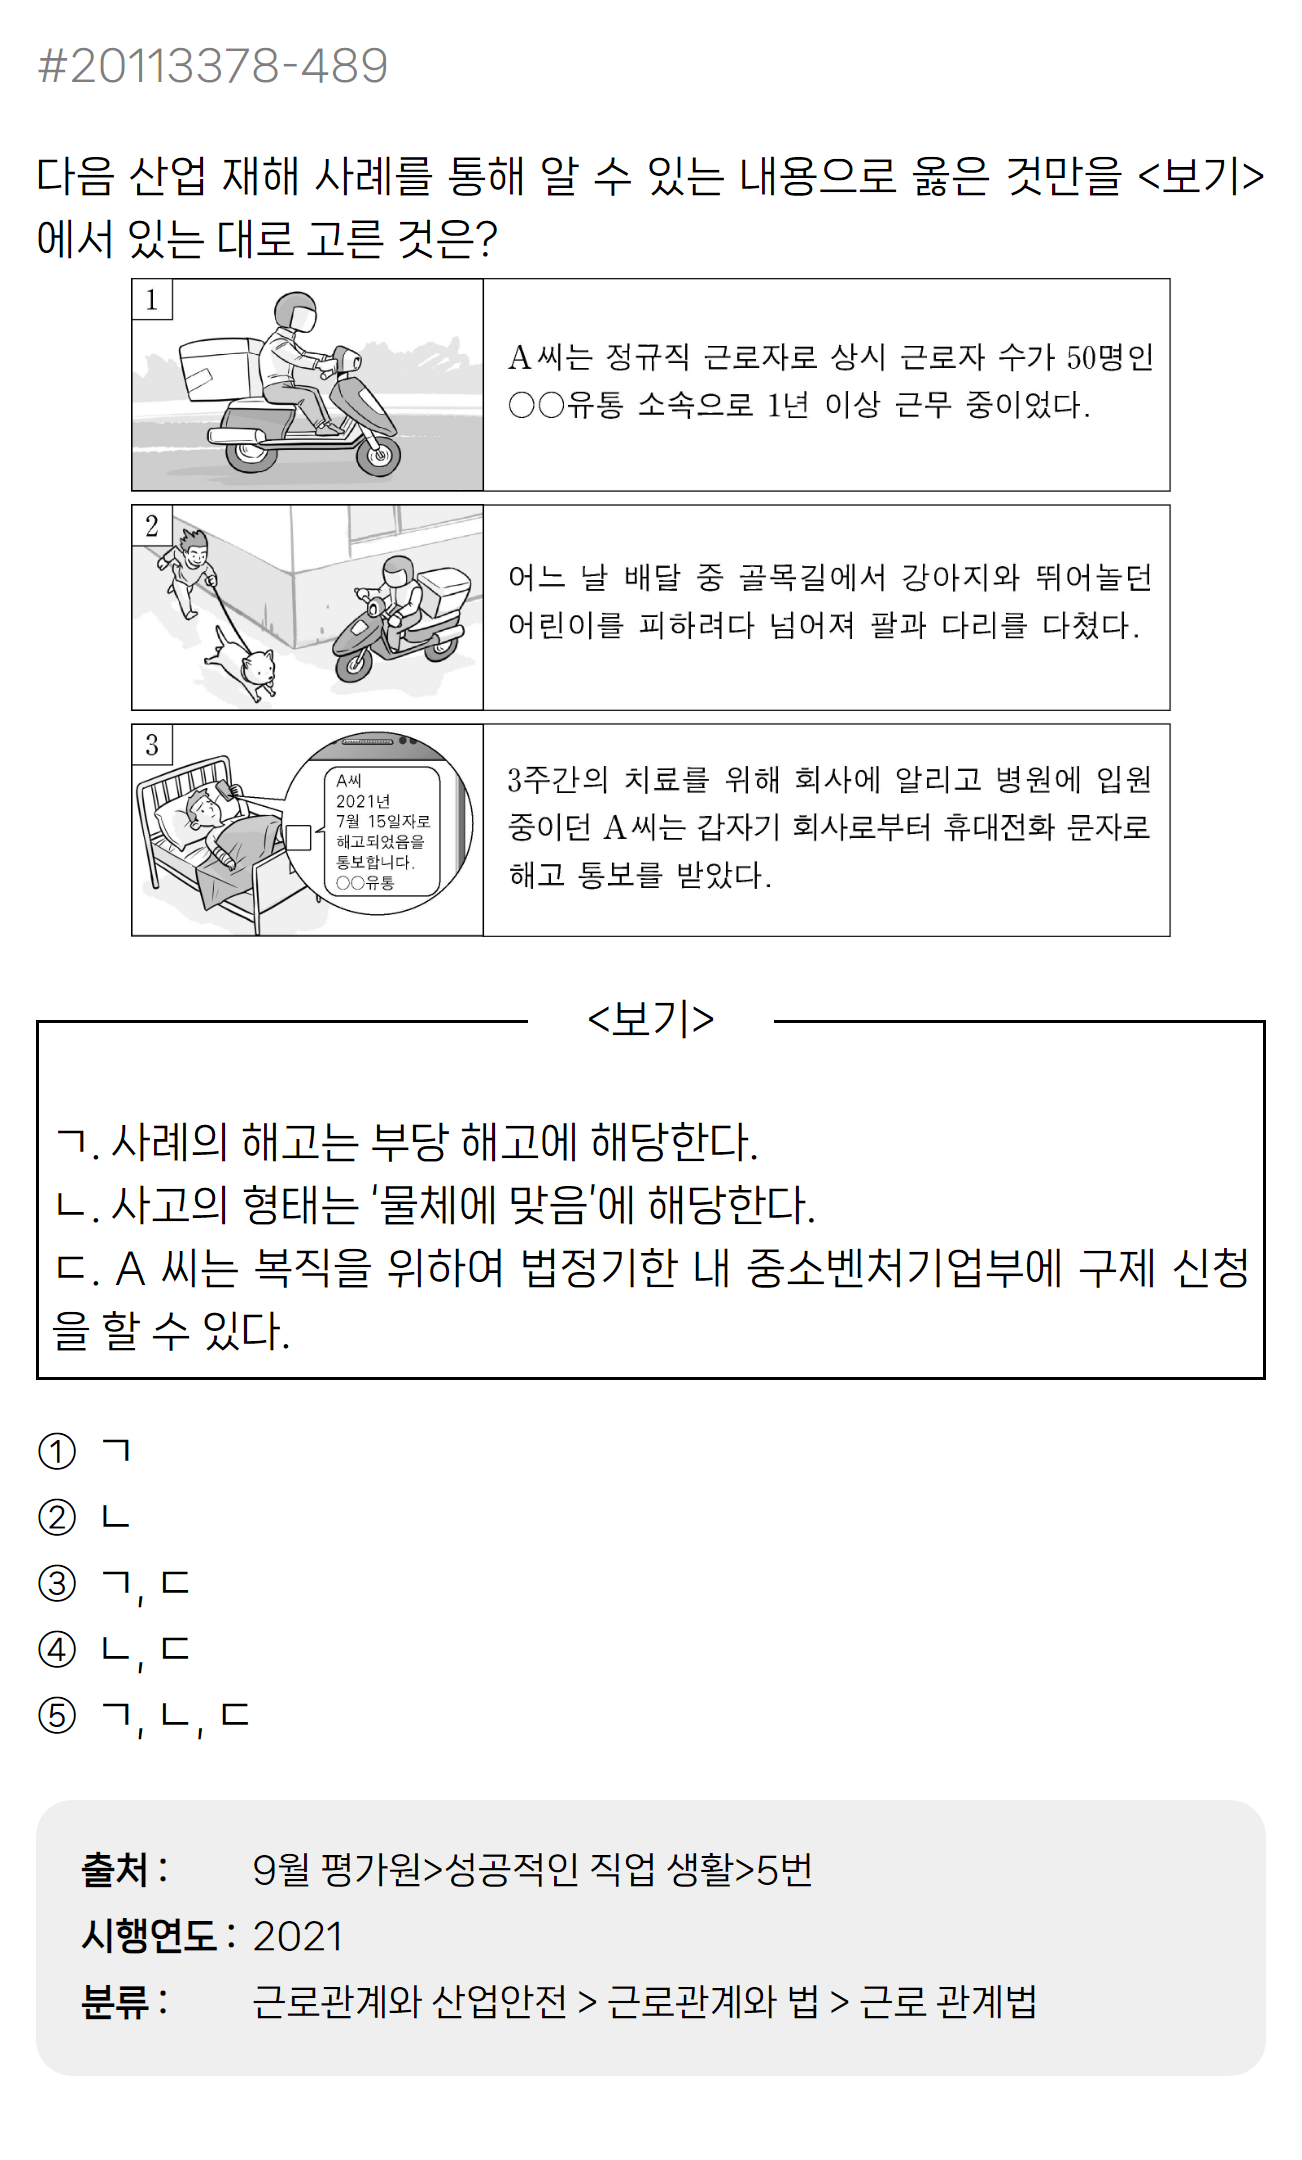 #20113378-489
다음 산업 재해 사례를 통해 알 수 있는 내용으로 옳은 것만을 <보기>
에서 있는 대로 고른 것은?
1
A 씨는 정규직 근로자로 상시 근로자 수가 50명인
○○유통 소속으로 1년 이상 근무 중이었다.
2
어느 날 배달 중 골목길에서 강아지와 뛰어놀던
어린이를 피하려다 넘어져 팔과 다리를 다쳤다.
3
A씨
2021년
7월 15일자로
해고되었음을
통보합니다.
○○유통
3주간의 치료를 위해 회사에 알리고 병원에 입원
중이던 A 씨는 갑자기 회사로부터 휴대전화 문자로
해고 통보를 받았다.
<보기>
ㄱ. 사례의 해고는 부당 해고에 해당한다.
ㄴ. 사고의 형태는 '물체에 맞음'에 해당한다.
ㄷ. A 씨는 복직을 위하여 법정기한 내 중소벤처기업부에 구제 신청
을 할 수 있다.
① ㄱ
② ㄴ
③ ㄱ, ㄷ
④ ㄴ, ㄷ
⑤ ㄱ, ㄴ, ㄷ
출처 : 9월 평가원>성공적인 직업 생활>5번
시행연도 : 2021
분류 : 근로관계와 산업안전 > 근로관계와 법 > 근로 관계법